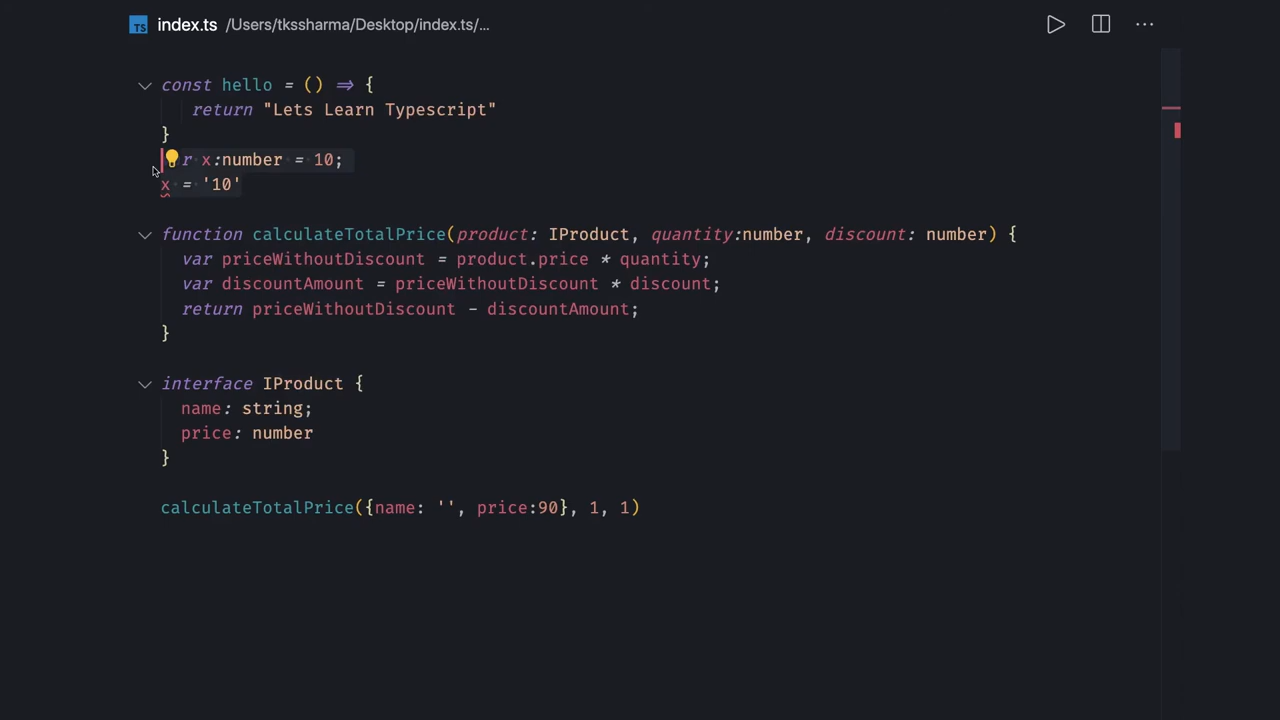 TS index.ts /Users/tkssharma/Desktop/index.ts/...
const hello = () => {
return "Lets Learn Typescript"
}
r x:number = 10;
x = '10'
function calculateTotalPrice(product: IProduct, quantity:number, discount: number) {
var priceWithoutDiscount = product.price * quantity;
var discountAmount = priceWithoutDiscount * discount;
return priceWithoutDiscount - discountAmount;
}
interface IProduct {
name: string;
price: number
}
calculateTotalPrice({name: '', price:90}, 1, 1)